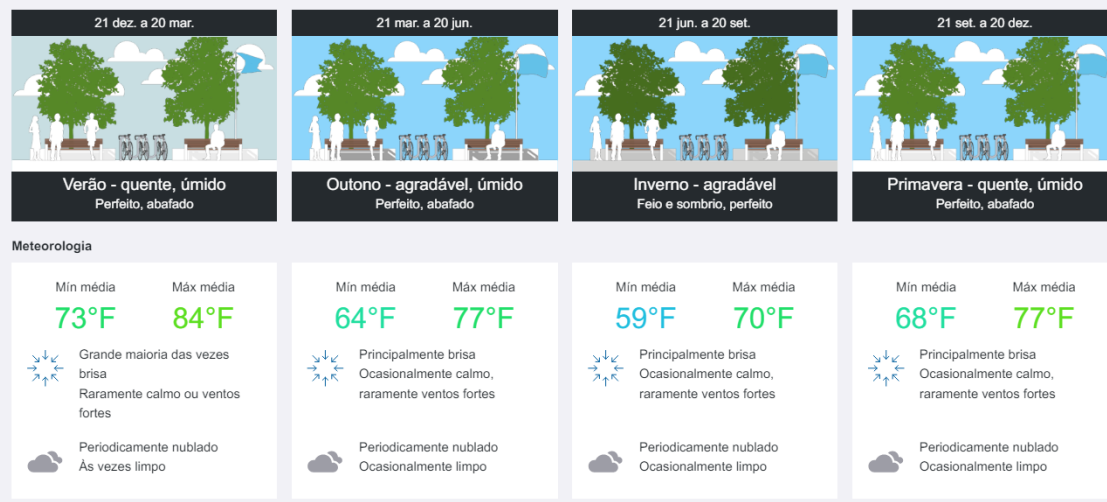 21 dez. a 20 mar.
21 mar. a 20 jun.
21 jun. a 20 set.
21 set. a 20 dez.
Verão - quente, úmido
Perfeito, abafado
Outono - agradável, úmido
Perfeito, abafado
Inverno - agradável
Feio e sombrio, perfeito
Primavera - quente, úmido
Perfeito, abafado
Meteorologia
Mín média
Máx média
73°F
84°F
Grande maioria das vezes
brisa
Raramente calmo ou ventos
fortes
Periodicamente nublado
Às vezes limpo
Mín média
Máx média
64°F
77°F
Principalmente brisa
Ocasionalmente calmo,
raramente ventos fortes
Periodicamente nublado
Ocasionalmente limpo
Mín média
Máx média
59°F
70°F
Principalmente brisa
Ocasionalmente calmo,
raramente ventos fortes
Periodicamente nublado
Ocasionalmente limpo
Mín média
Máx média
68°F
77°F
Principalmente brisa
Ocasionalmente calmo,
raramente ventos fortes
Periodicamente nublado
Ocasionalmente limpo